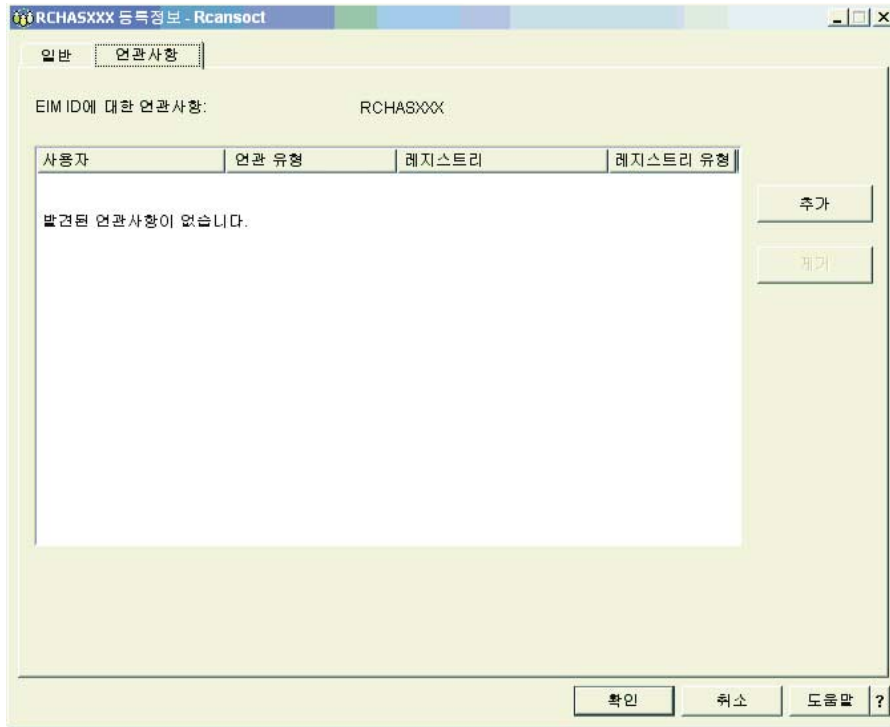 RCHASXXX 등록정보 - Rcansoct
일반 연관사항
EIM ID에 대한 연관사항: RCHASXXX
사용자 연관 유형 레지스트리 레지스트리 유형
발견된 연관사항이 없습니다.
추가
제거
확인 취소 도움말 ?